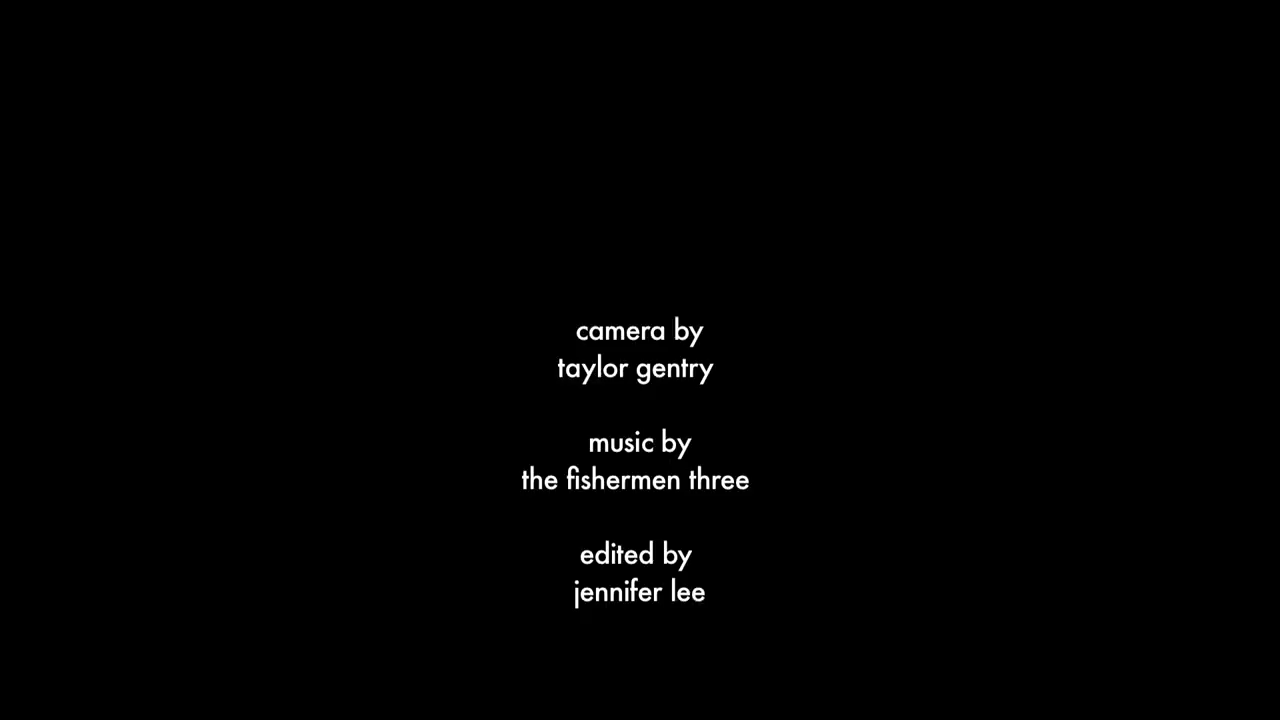 camera by
taylor gentry
music by
the fishermen three
edited by
jennifer lee